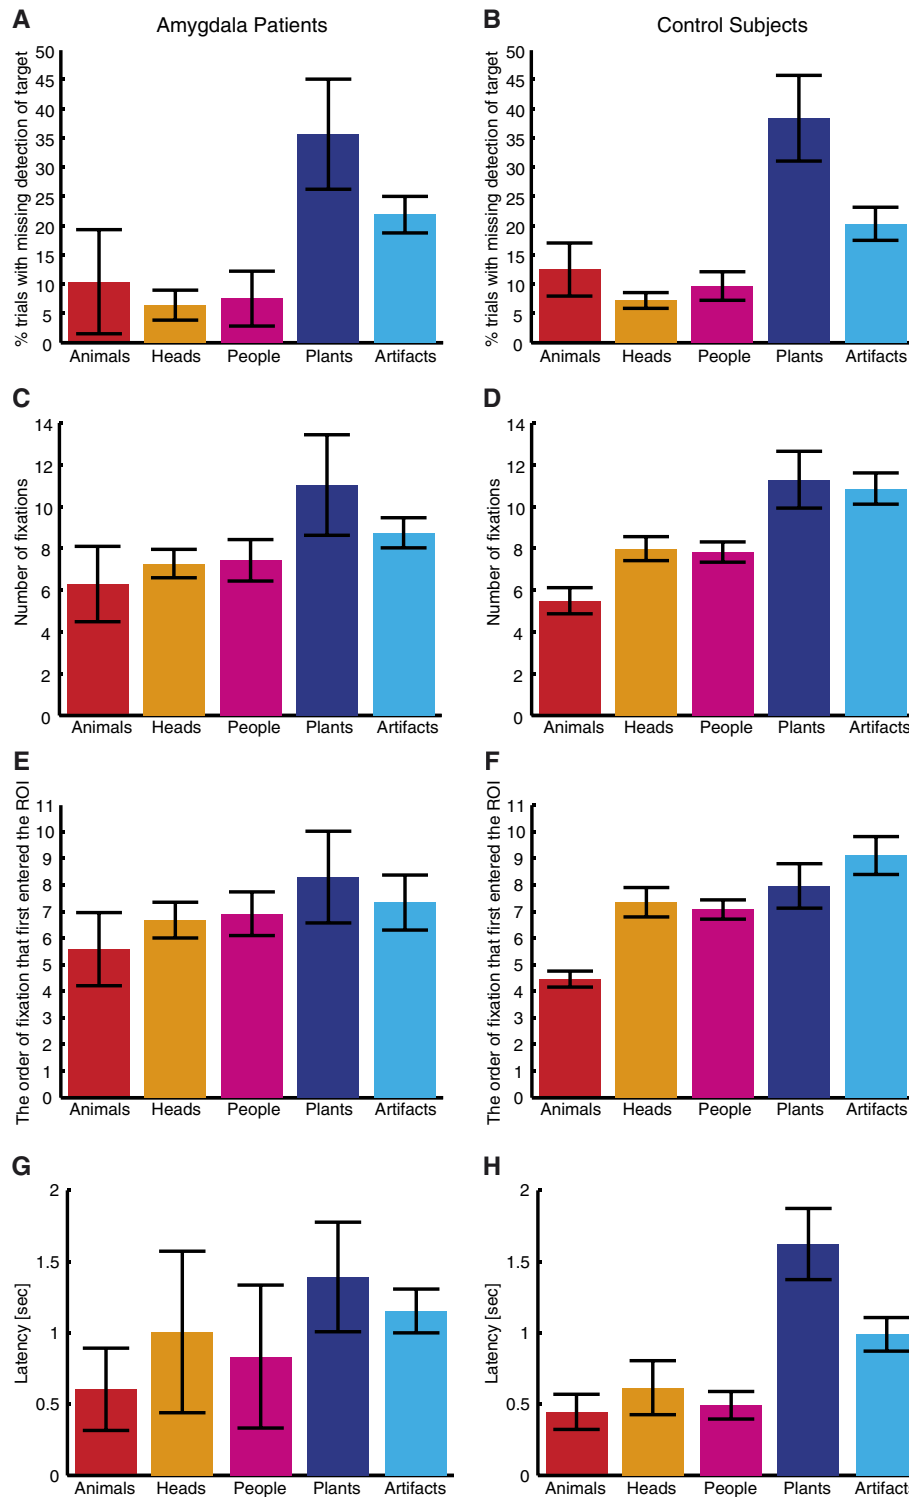 A
Amygdala Patients
% trials with missing detection of target
50
45
40
35
30
25
20
15
10
5
0
Animals Heads People Plants Artifacts
B
Control Subjects
% trials with missing detection of target
50
45
40
35
30
25
20
15
10
5
0
Animals Heads People Plants Artifacts
C
Number of fixations
14
12
10
8
6
4
2
0
Animals Heads People Plants Artifacts
D
Number of fixations
14
12
10
8
6
4
2
0
Animals Heads People Plants Artifacts
E
The order of fixation that first entered the ROI
11
10
9
8
7
6
5
4
3
2
1
0
Animals Heads People Plants Artifacts
F
The order of fixation that first entered the ROI
11
10
9
8
7
6
5
4
3
2
1
0
Animals Heads People Plants Artifacts
G
Latency [sec]
2
1.5
1
0.5
0
Animals Heads People Plants Artifacts
H
Latency [sec]
2
1.5
1
0.5
0
Animals Heads People Plants Artifacts